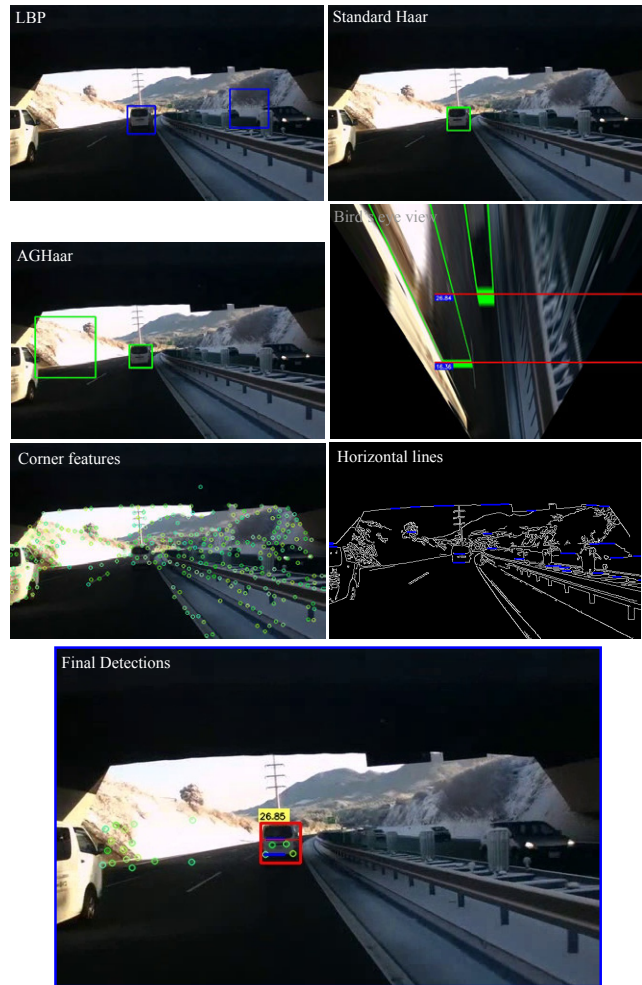 LBP
Standard Haar
Bird's eye view
AGHaar
26.84
16.36
Corner features
Horizontal lines
Final Detections
26.85